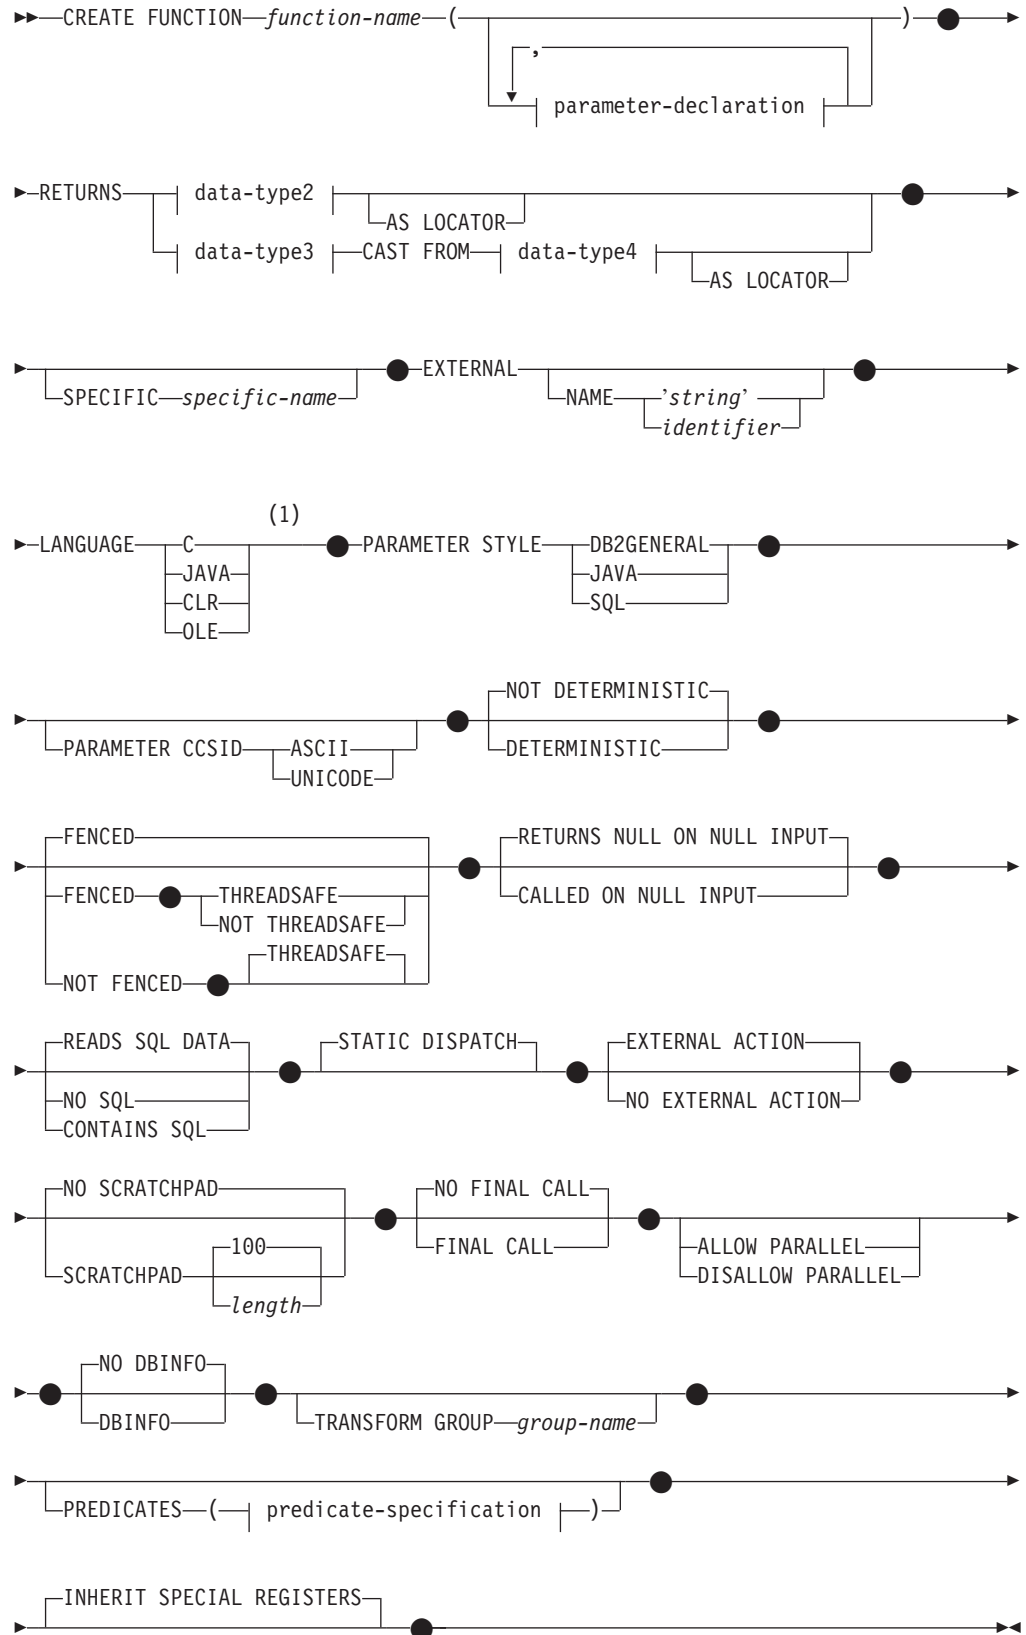 CREATE FUNCTION function-name ( )
,
parameter-declaration
RETURNS data-type2
AS LOCATOR
data-type3 CAST FROM data-type4
AS LOCATOR
EXTERNAL
SPECIFIC specific-name NAME 'string'
identifier
(1)
LANGUAGE C PARAMETER STYLE DB2GENERAL
JAVA JAVA
CLR SQL
OLE
NOT DETERMINISTIC
PARAMETER CCSID ASCII DETERMINISTIC
UNICODE
FENCED RETURNS NULL ON NULL INPUT
FENCED THREADSAFE CALLED ON NULL INPUT
NOT THREADSAFE
THREADSAFE
NOT FENCED
READS SQL DATA STATIC DISPATCH EXTERNAL ACTION
NO SQL NO EXTERNAL ACTION
CONTAINS SQL
NO SCRATCHPAD NO FINAL CALL
100 FINAL CALL ALLOW PARALLEL
SCRATCHPAD DISALLOW PARALLEL
length
NO DBINFO
DBINFO TRANSFORM GROUP group-name
PREDICATES ( predicate-specification )
INHERIT SPECIAL REGISTERS